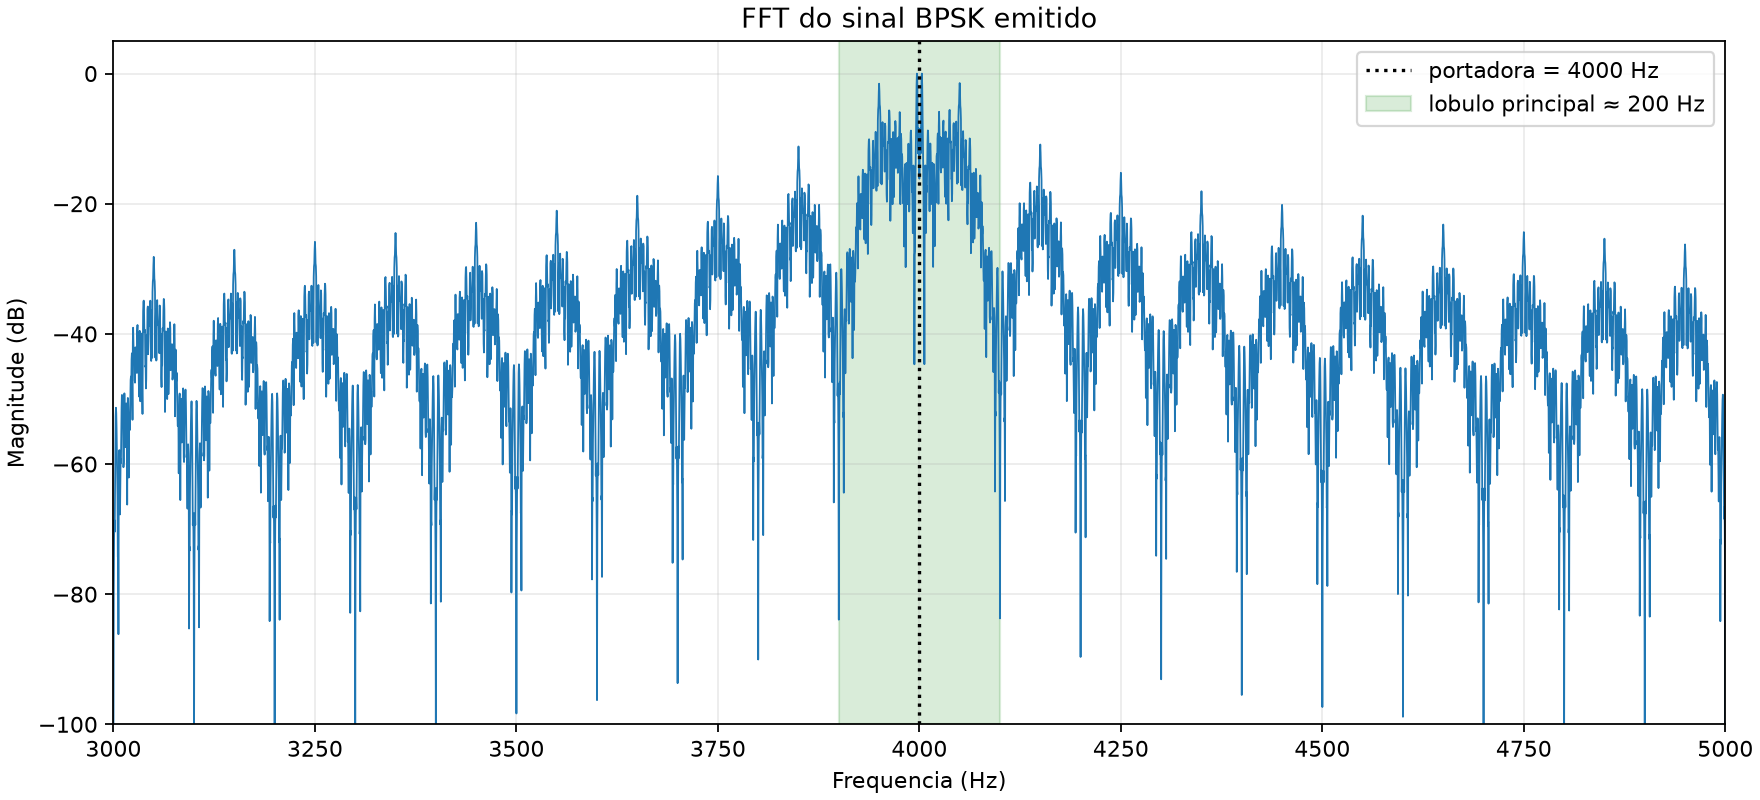 FFT do sinal BPSK emitido
portadora = 4000 Hz
lobulo principal ≈ 200 Hz
Magnitude (dB)
0
−20
−40
−60
−80
−100
3000 3250 3500 3750 4000 4250 4500 4750 5000
Frequencia (Hz)